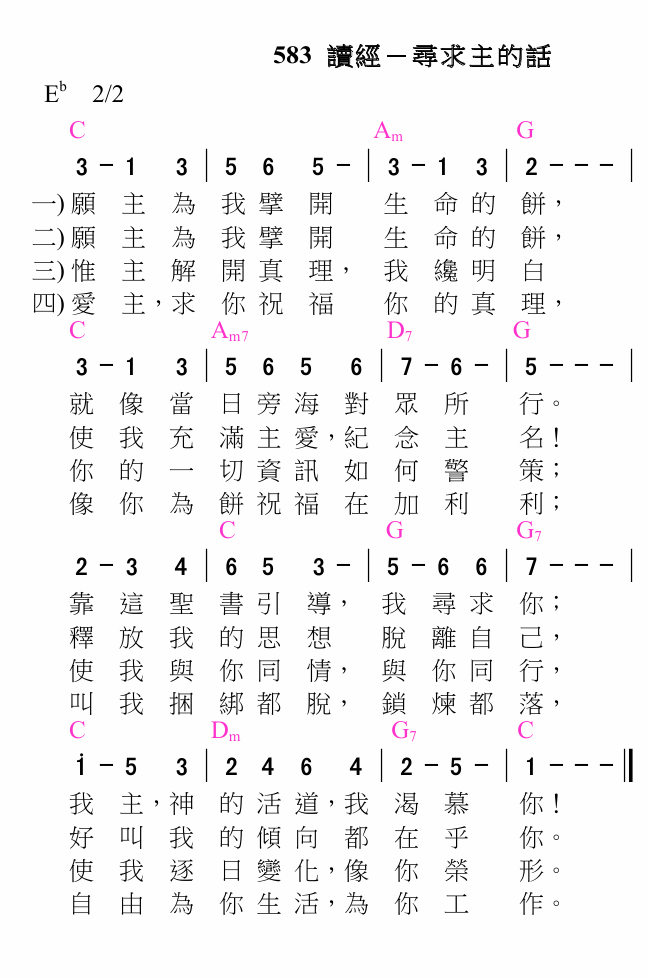 583 讀經－尋求主的話
E♭ 2/2
C Am G
3 - 1 3 | 5 6 5 - | 3 - 1 3 | 2 - - - |
一) 願主為我擘開生命的餅，
二) 願主為我擘開生命的餅，
三) 惟主解開真理，我纔明白
四) 愛主，求你祝福你的真理，
C Am7 D7 G
3 - 1 3 | 5 6 5 6 | 7 - 6 - | 5 - - - |
就像當日旁海對眾所行。
使我充滿主愛，紀念主名！
你的一切資訊如何警策；
像你為餅祝福在加利利；
C G G7
2 - 3 4 | 6 5 3 - | 5 - 6 6 | 7 - - - |
靠這聖書引導，我尋求你；
釋放我的思想脫離自己，
使我與你同情，與你同行，
叫我捆綁都脫，鎖煉都落，
C Dm G7 C
i - 5 3 | 2 4 6 4 | 2 - 5 - | 1 - - - ||
我主，神的活道，我渴慕你！
好叫我的傾向都在乎你。
使我逐日變化，像你榮形。
自由為你生活，為你工作。